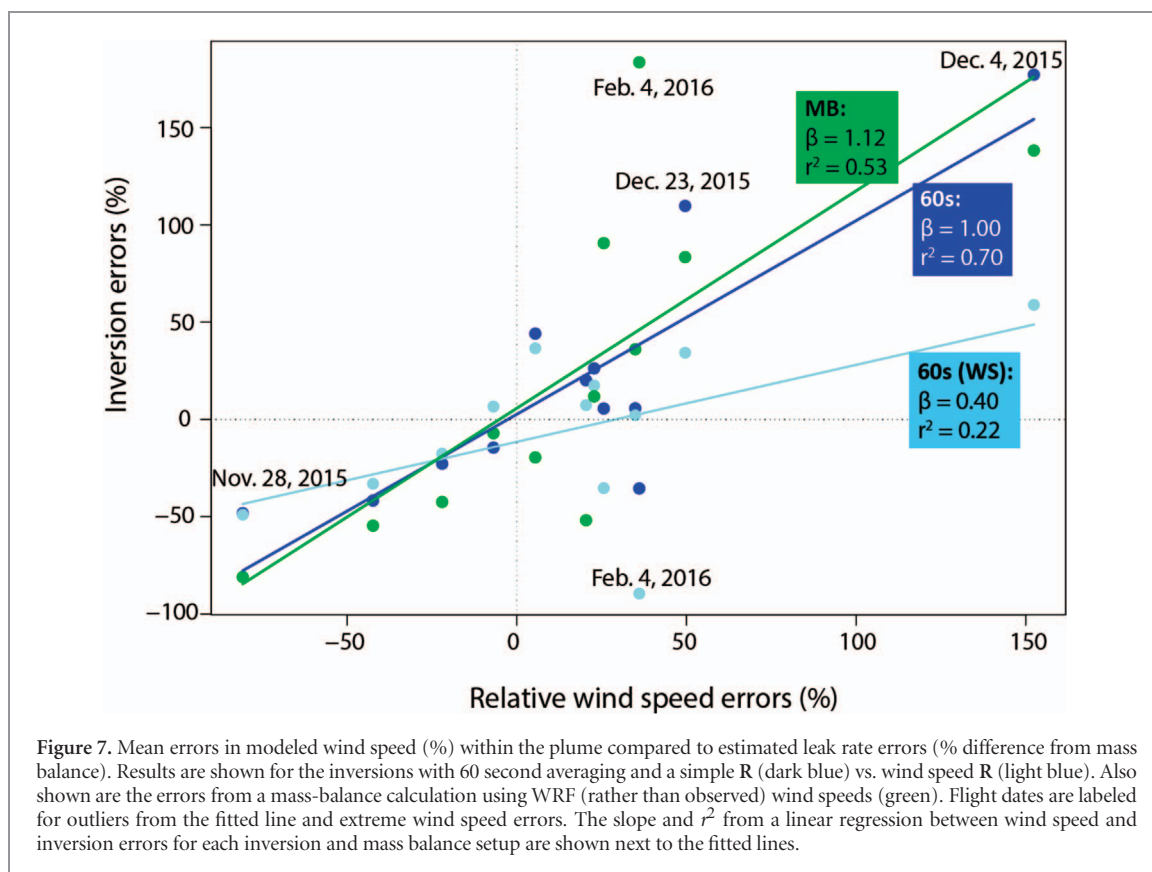 Feb. 4, 2016
Dec. 4, 2015
MB:
β = 1.12
r² = 0.53
Dec. 23, 2015
60s:
β = 1.00
r² = 0.70
60s (WS):
β = 0.40
r² = 0.22
Nov. 28, 2015
Feb. 4, 2016
Inversion errors (%)
150
100
50
0
−50
−100
−50
0
50
100
150
Relative wind speed errors (%)
Figure 7. Mean errors in modeled wind speed (%) within the plume compared to estimated leak rate errors (% difference from mass
balance). Results are shown for the inversions with 60 second averaging and a simple R (dark blue) vs. wind speed R (light blue). Also
shown are the errors from a mass-balance calculation using WRF (rather than observed) wind speeds (green). Flight dates are labeled
for outliers from the fitted line and extreme wind speed errors. The slope and r² from a linear regression between wind speed and
inversion errors for each inversion and mass balance setup are shown next to the fitted lines.